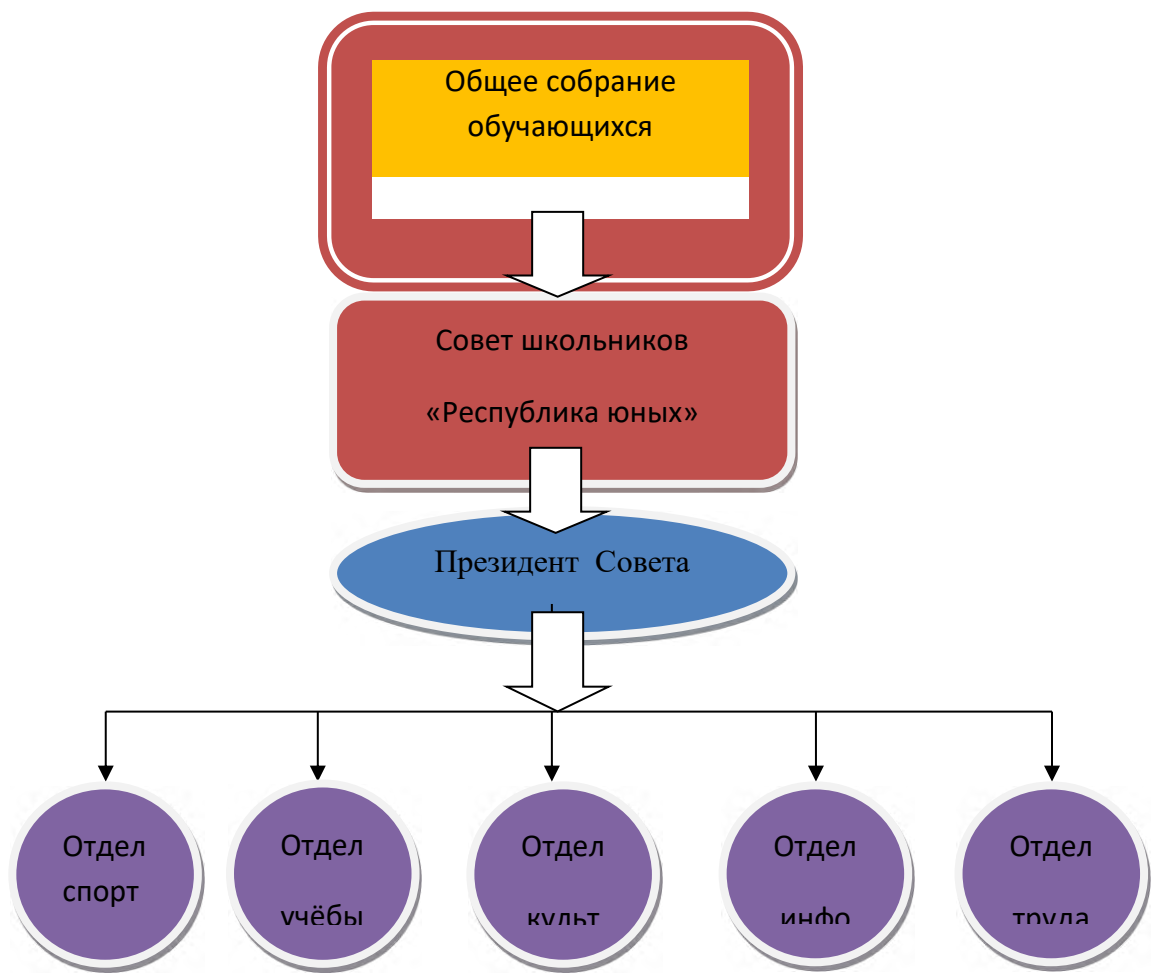 Общее собрание
обучающихся
Совет школьников
«Республика юных»
Президент Совета
Отдел
спорт
Отдел
учёбы
Отдел
культ
Отдел
инфо
Отдел
труда